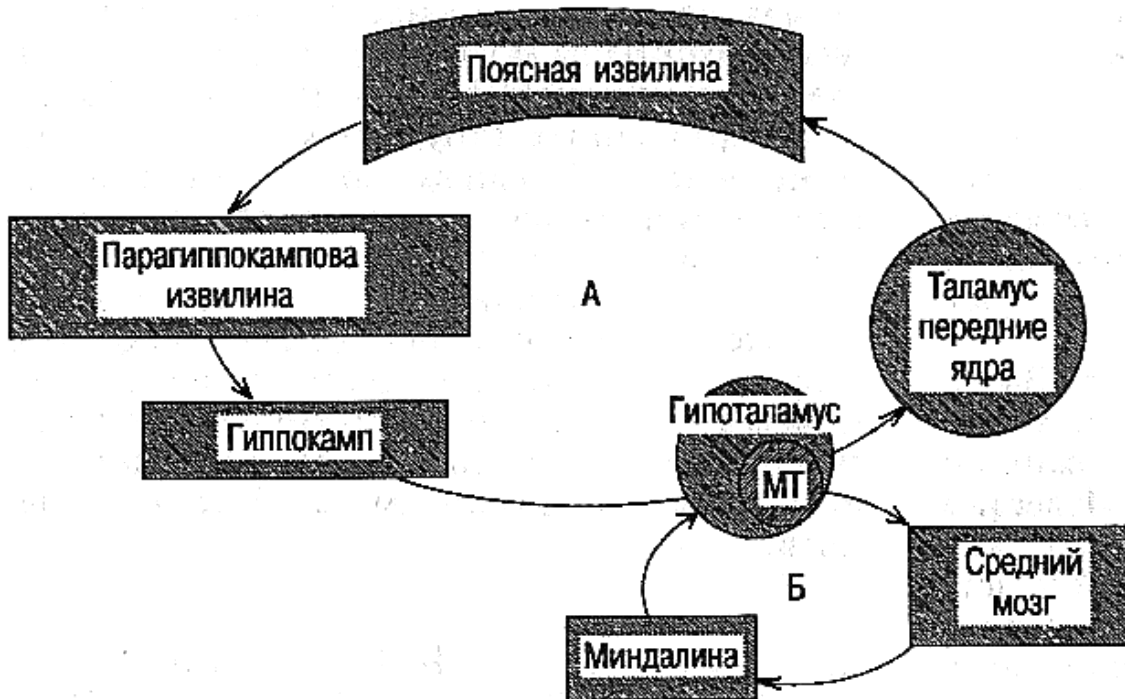 Поясная извилина
Парагиппокампова
извилина
А
Таламус
передние
ядра
Гиппокамп
Гипоталамус
МТ
Б
Средний
мозг
Миндалина